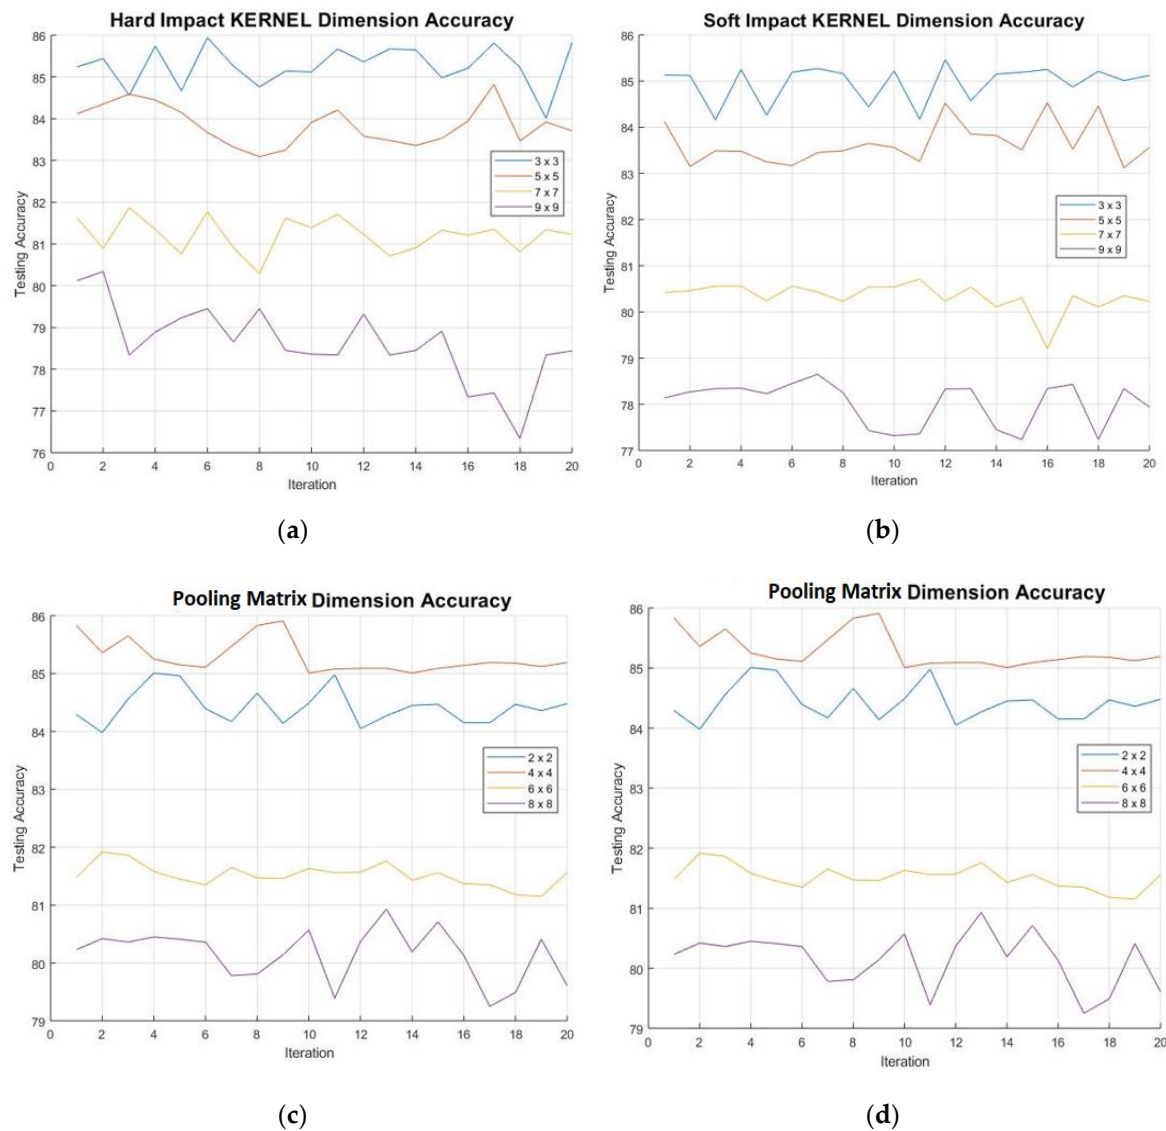 Hard Impact KERNEL Dimension Accuracy
86
85
84
83
82
81
80
79
78
77
76
0 2 4 6 8 10 12 14 16 18 20
Testing Accuracy
Iteration
3 x 3
5 x 5
7 x 7
9 x 9
(a)
Soft Impact KERNEL Dimension Accuracy
86
85
84
83
82
81
80
79
78
77
0 2 4 6 8 10 12 14 16 18 20
Testing Accuracy
Iteration
3 x 3
5 x 5
7 x 7
9 x 9
(b)
Pooling Matrix Dimension Accuracy
86
85
84
83
82
81
80
79
0 2 4 6 8 10 12 14 16 18 20
Testing Accuracy
Iteration
2 x 2
4 x 4
6 x 6
8 x 8
(c)
Pooling Matrix Dimension Accuracy
86
85
84
83
82
81
80
79
0 2 4 6 8 10 12 14 16 18 20
Testing Accuracy
Iteration
2 x 2
4 x 4
6 x 6
8 x 8
(d)